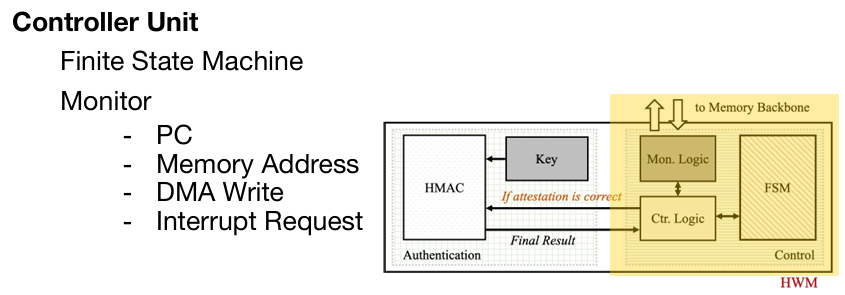 Controller Unit
Finite State Machine
Monitor
- PC
- Memory Address
- DMA Write
- Interrupt Request
to Memory Backbone
HMAC
Key
Mon. Logic
FSM
If attestation is correct
Ctr. Logic
Final Result
Authentication
Control
HWM